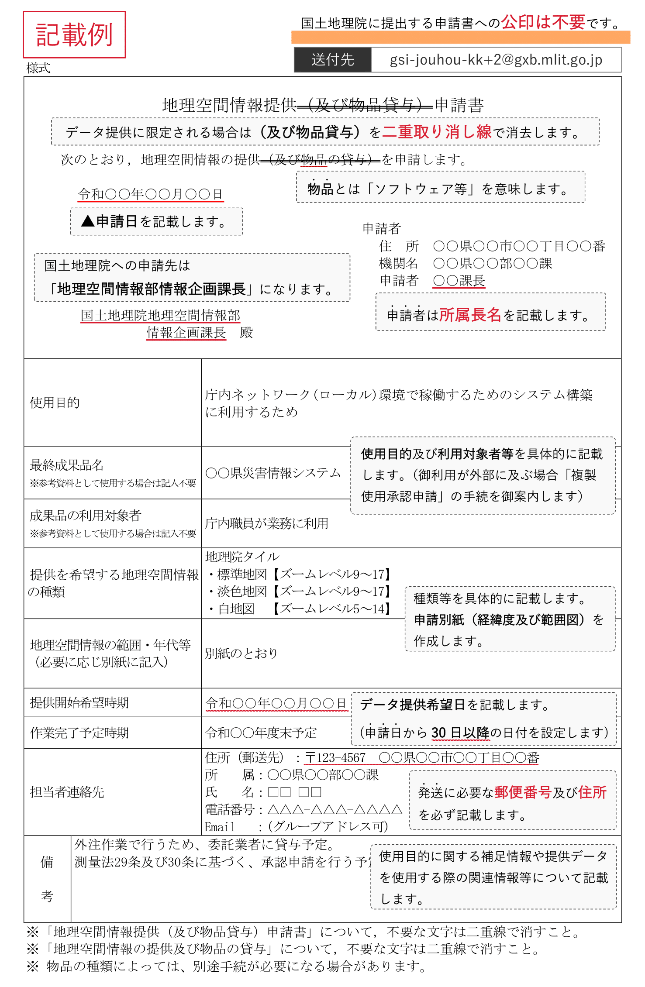 記載例
国土地理院に提出する申請書への公印は不要です。
送付先 gsi-jouhou-kk+2@gxb.mlit.go.jp
様式
地理空間情報提供（及び物品貸与）申請書
データ提供に限定される場合は（及び物品貸与）を二重取り消し線で消去します。
次のとおり，地理空間情報の提供（及び物品の貸与）を申請します。
物品とは「ソフトウェア等」を意味します。
令和〇〇年〇〇月〇〇日
▲申請日を記載します。
申請者
住　所　〇〇県〇〇市〇〇丁目〇〇番
機関名　〇〇県〇〇部〇〇課
申請者　〇〇課長
申請者は所属長名を記載します。
国土地理院への申請先は
「地理空間情報部情報企画課長」になります。
国土地理院地理空間情報部
情報企画課長　殿
使用目的
庁内ネットワーク(ローカル)環境で稼働するためのシステム構築
に利用するため
使用目的及び利用対象者等を具体的に記載
します。（御利用が外部に及ぶ場合「複製
使用承認申請」の手続を御案内します）
最終成果品名
※参考資料として使用する場合は記入不要
〇〇県災害情報システム
成果品の利用対象者
※参考資料として使用する場合は記入不要
庁内職員が業務に利用
提供を希望する地理空間情報
の種類
地理院タイル
・標準地図【ズームレベル9～17】
・淡色地図【ズームレベル9～17】
・白地図　【ズームレベル5～14】
種類等を具体的に記載します。
申請別紙（経緯度及び範囲図）を
作成します。
地理空間情報の範囲・年代等
（必要に応じ別紙に記入）
別紙のとおり
提供開始希望時期
令和〇〇年〇〇月〇〇日
データ提供希望日を記載します。
（申請日から 30 日以降の日付を設定します）
作業完了予定時期
令和〇〇年度末予定
担当者連絡先
住所（郵送先）：〒123-4567　〇〇県〇〇市〇〇丁目〇〇番
所　　属：〇〇県〇〇部〇〇課
氏　　名：□□ □□
電話番号：△△△-△△△-△△△△
Email　：(グループアドレス可)
発送に必要な郵便番号及び住所
を必ず記載します。
備考
外注作業で行うため、委託業者に貸与予定。
測量法29条及び30条に基づく、承認申請を行う予定
使用目的に関する補足情報や提供データ
を使用する際の関連情報等について記載
します。
※「地理空間情報提供（及び物品貸与）申請書」について，不要な文字は二重線で消すこと。
※「地理空間情報の提供及び物品の貸与」について，不要な文字は二重線で消すこと。
※ 物品の種類によっては、別途手続が必要になる場合があります。